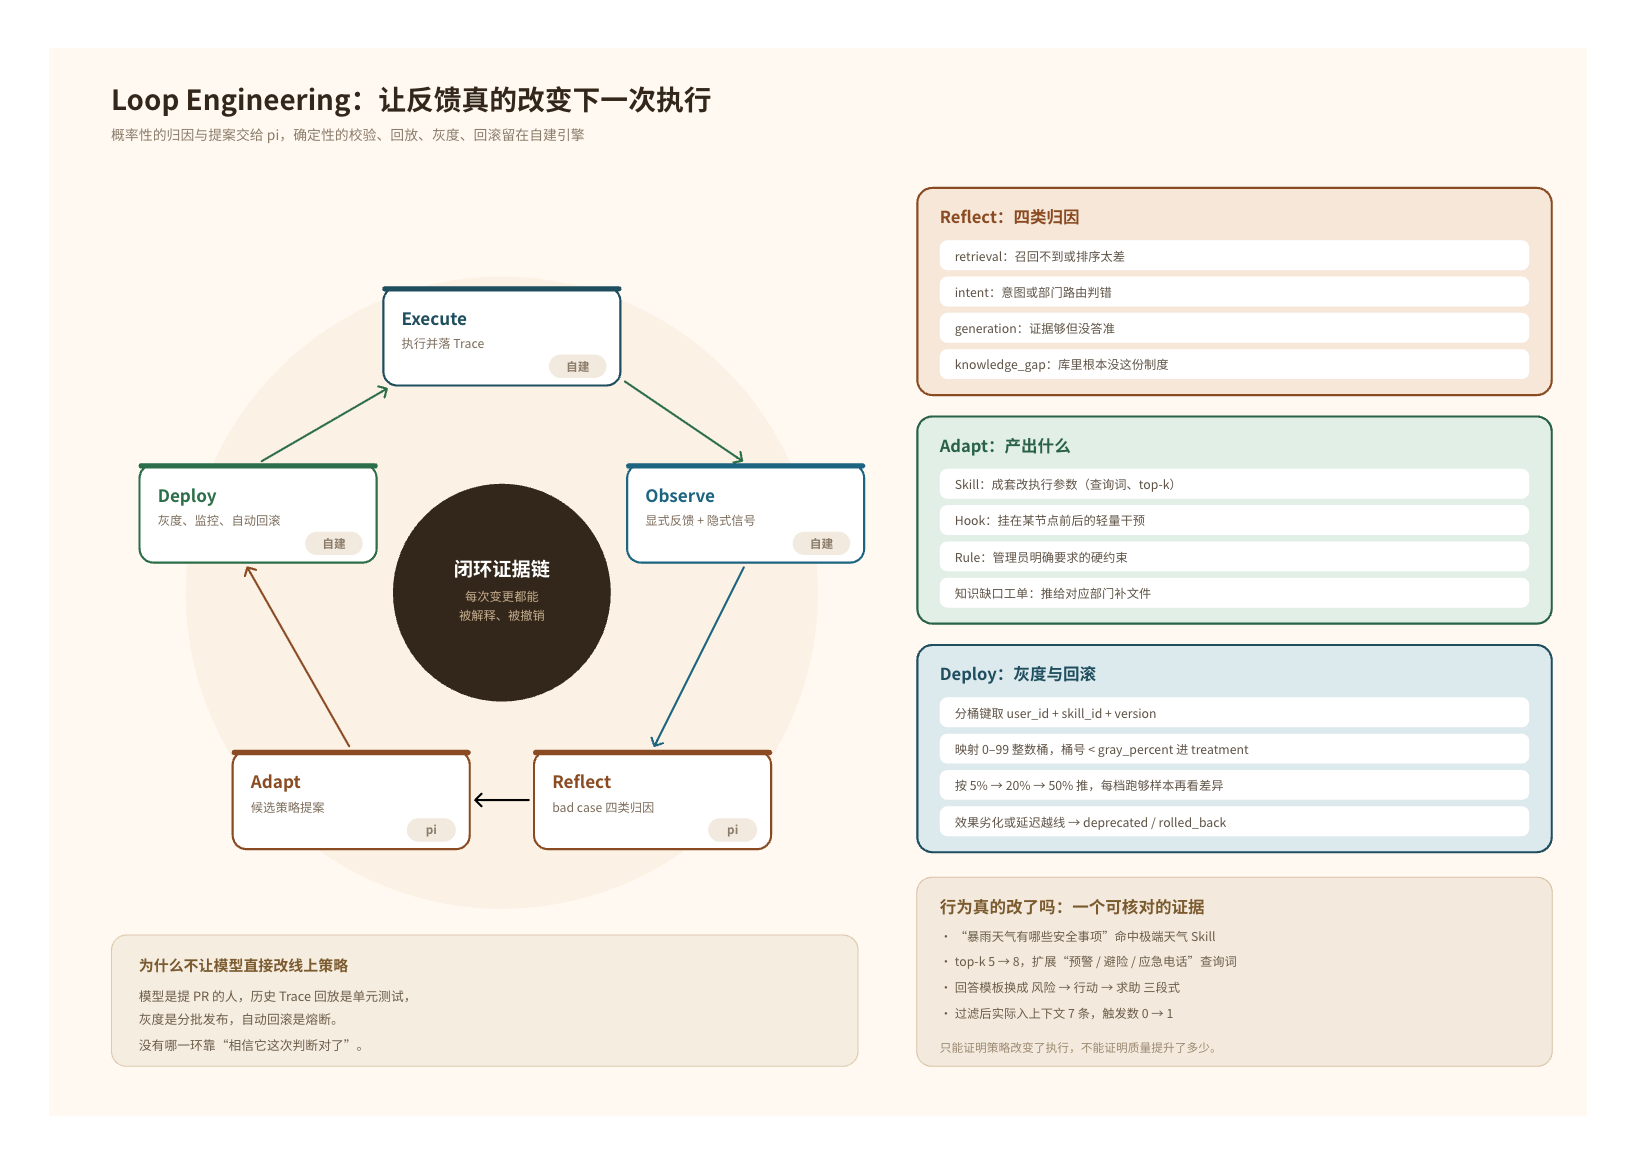 Loop Engineering：让反馈真的改变下一次执行
概率性的归因与提案交给 pi，确定性的校验、回放、灰度、回滚留在自建引擎
Execute
执行并落 Trace
自建
Deploy
灰度、监控、自动回滚
自建
Observe
显式反馈 + 隐式信号
自建
闭环证据链
每次变更都能
被解释、被撤销
Adapt
候选策略提案
pi
Reflect
bad case 四类归因
pi
为什么不让模型直接改线上策略
模型是提 PR 的人，历史 Trace 回放是单元测试，
灰度是分批发布，自动回滚是熔断。
没有哪一环靠“相信它这次判断对了”。
Reflect：四类归因
retrieval：召回不到或排序太差
intent：意图或部门路由判错
generation：证据够但没答准
knowledge_gap：库里根本没这份制度
Adapt：产出什么
Skill：成套改执行参数（查询词、top-k）
Hook：挂在某节点前后的轻量干预
Rule：管理员明确要求的硬约束
知识缺口工单：推给对应部门补文件
Deploy：灰度与回滚
分桶键取 user_id + skill_id + version
映射 0–99 整数桶，桶号 < gray_percent 进 treatment
按 5% → 20% → 50% 推，每档跑够样本再看差异
效果劣化或延迟越线 → deprecated / rolled_back
行为真的改了吗：一个可核对的证据
· “暴雨天气有哪些安全事项”命中极端天气 Skill
· top-k 5 → 8，扩展“预警 / 避险 / 应急电话”查询词
· 回答模板换成 风险 → 行动 → 求助 三段式
· 过滤后实际入上下文 7 条，触发数 0 → 1
只能证明策略改变了执行，不能证明质量提升了多少。